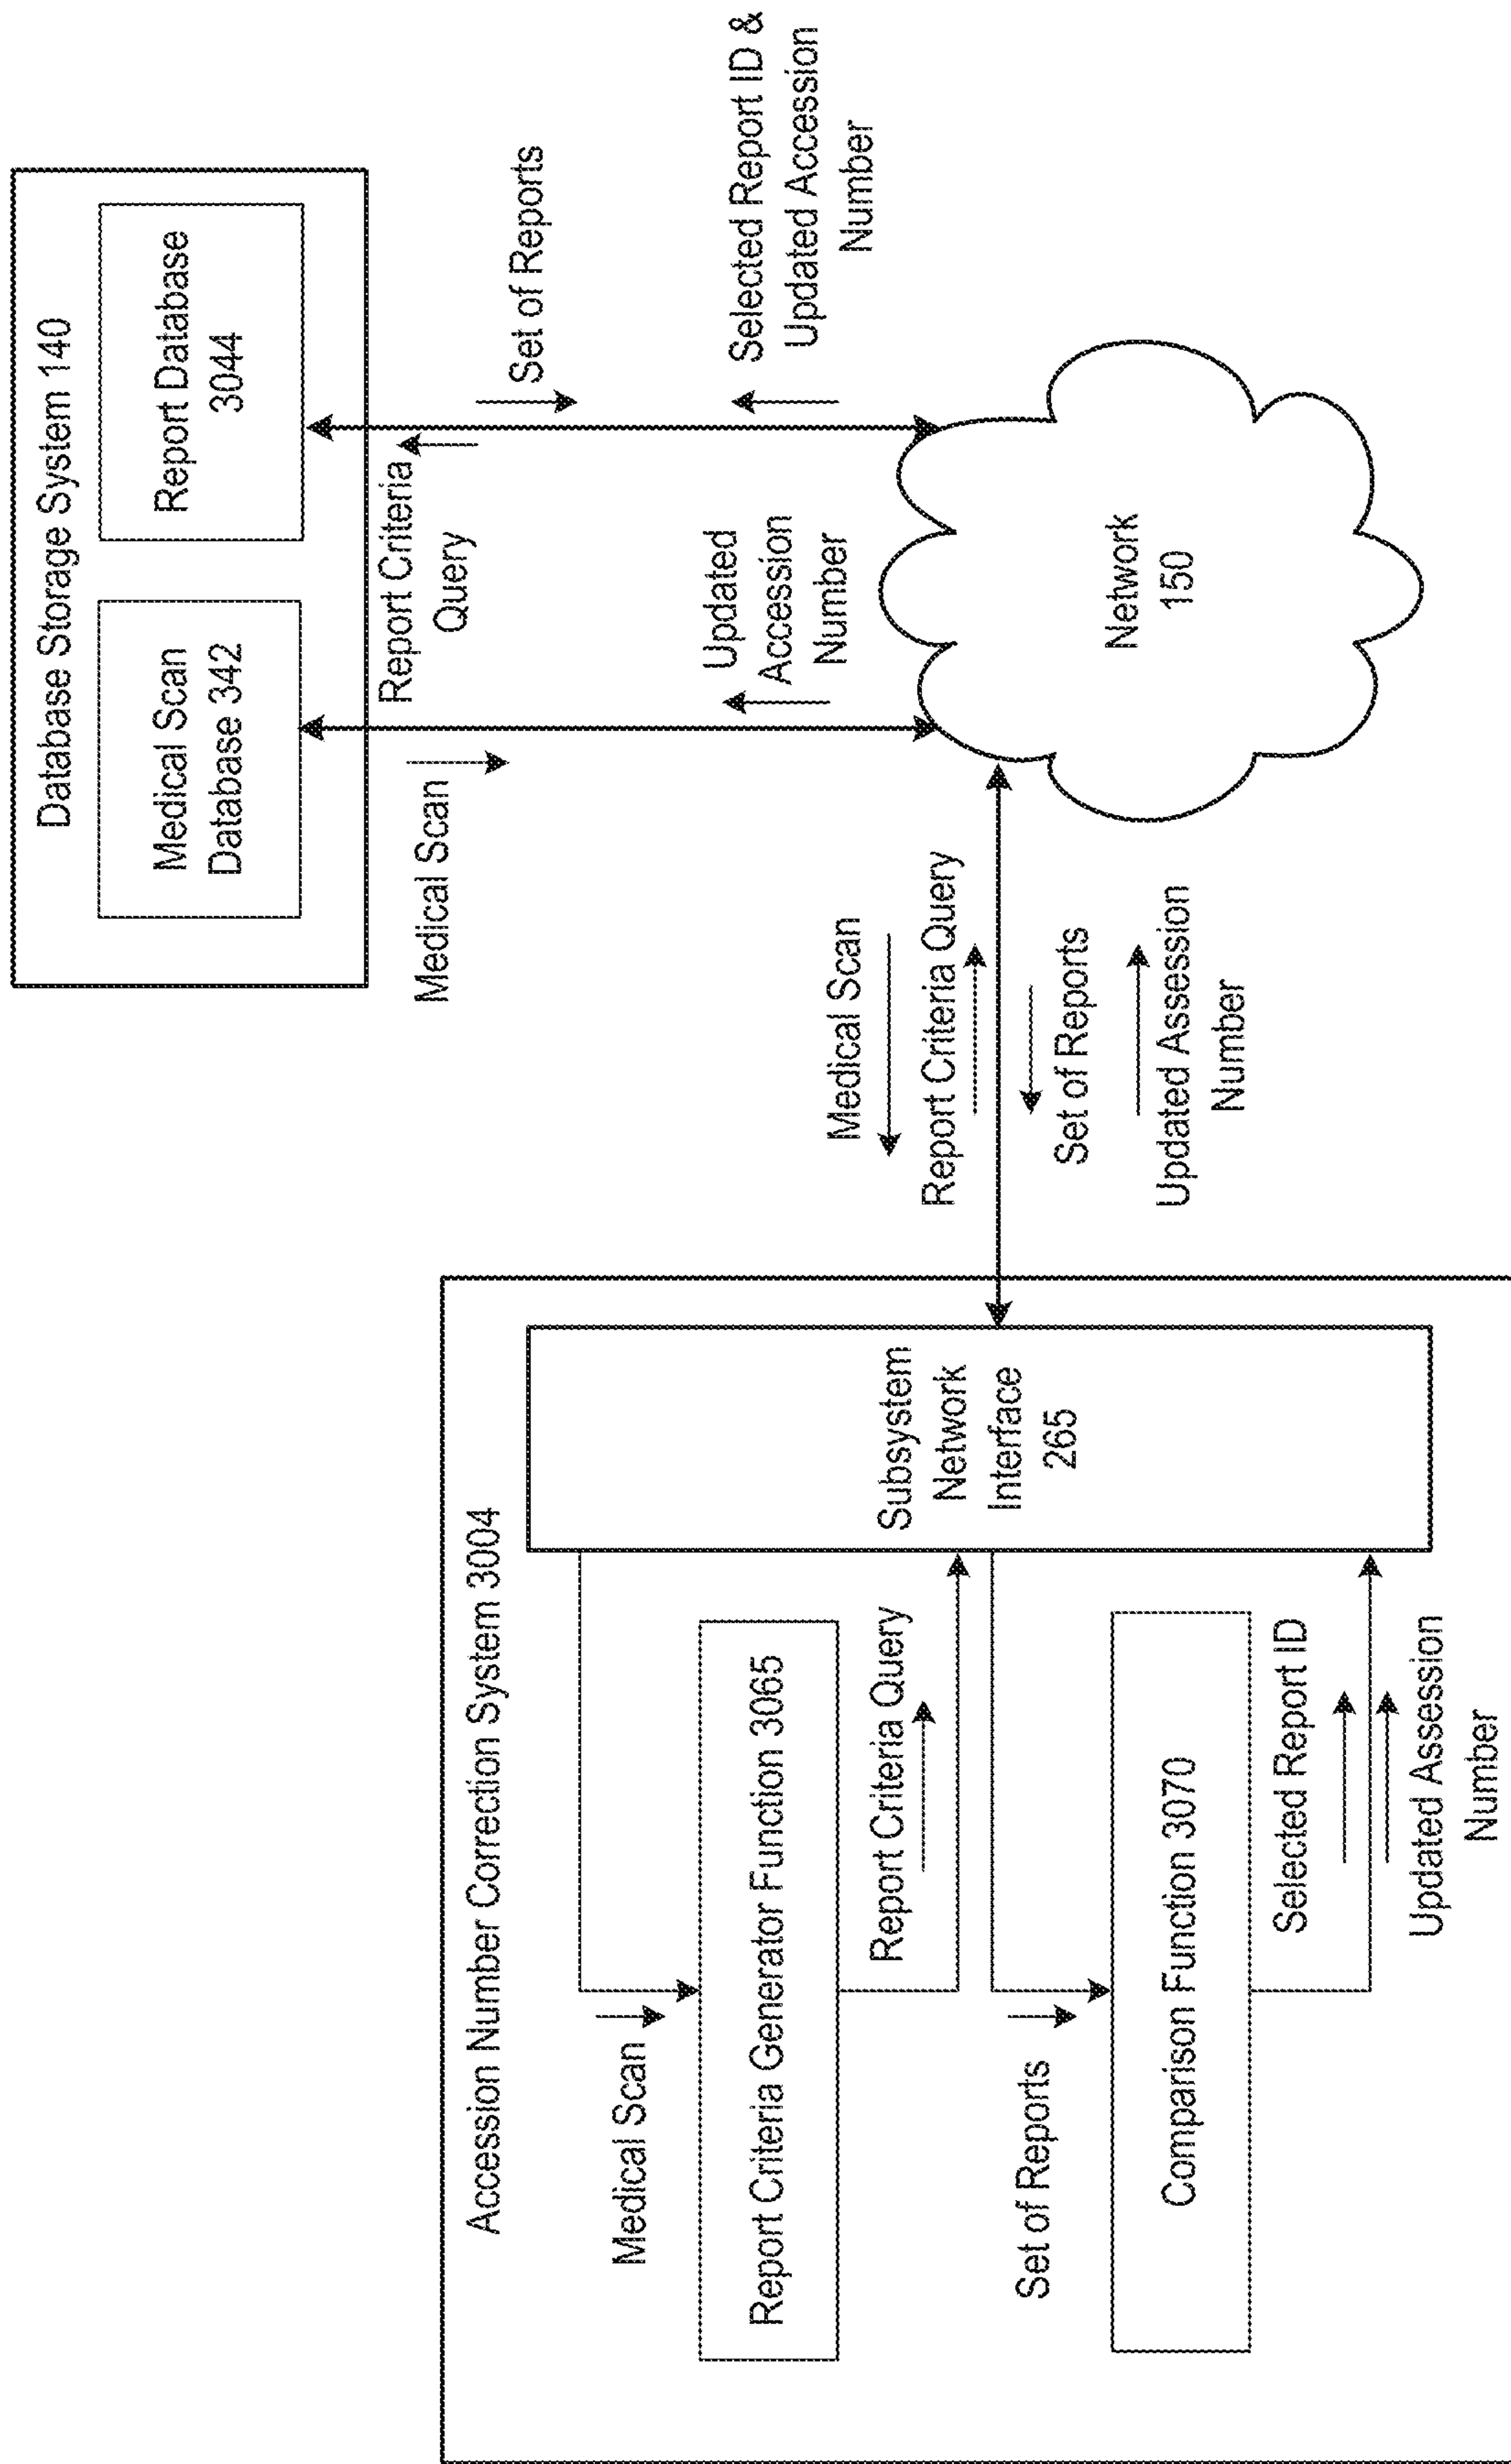 Database Storage System 140
Medical Scan
Database 342
Report Database
3044
Medical Scan
Report Criteria
Query
Set of Reports
Updated
Accession
Number
Selected Report ID &
Updated Accession
Number
Network
150
Medical Scan
Report Criteria Query
Set of Reports
Updated Assession
Number
Accession Number Correction System 3004
Subsystem
Network
Interface
265
Medical Scan
Report Criteria Generator Function 3065
Report Criteria Query
Set of Reports
Comparison Function 3070
Selected Report ID
Updated Assession
Number